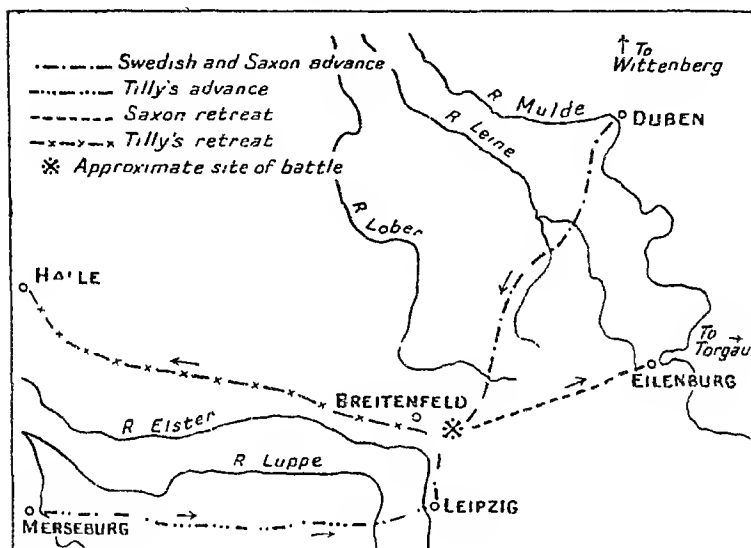 Swedish and Saxon advance
Tilly's advance
Saxon retreat
Tilly's retreat
Approximate site of battle
↑ To
Wittenberg
R Mulde
DUBEN
R Leine
R Lober
HALLE
To
Torgau
EILENBURG
BREITENFELD
R Elster
R Luppe
LEIPZIG
MERSEBURG